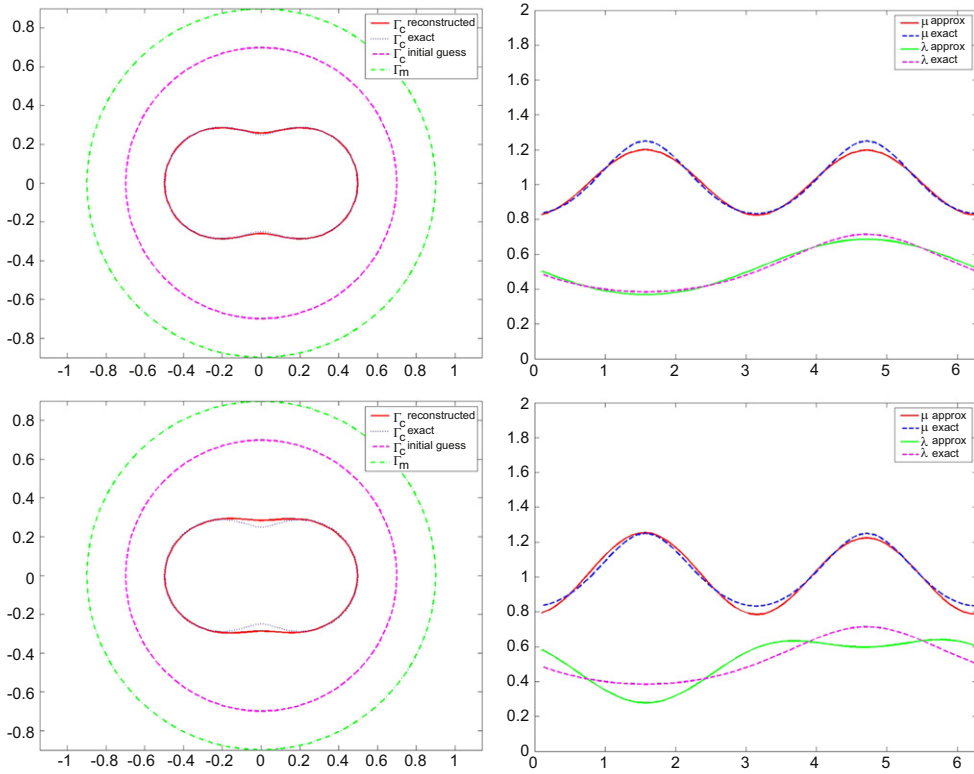 0.8
0.6
0.4
0.2
0
-0.2
-0.4
-0.6
-0.8
-1 -0.8 -0.6 -0.4 -0.2 0 0.2 0.4 0.6 0.8 1
Γc reconstructed
Γc exact
Γc initial guess
Γm
2
1.8
1.6
1.4
1.2
1
0.8
0.6
0.4
0.2
0
0 1 2 3 4 5 6
μ approx
μ exact
λ approx
λ exact
0.8
0.6
0.4
0.2
0
-0.2
-0.4
-0.6
-0.8
-1 -0.8 -0.6 -0.4 -0.2 0 0.2 0.4 0.6 0.8 1
Γc reconstructed
Γc exact
Γc initial guess
Γm
2
1.8
1.6
1.4
1.2
1
0.8
0.6
0.4
0.2
0
0 1 2 3 4 5 6
μ approx
μ exact
λ approx
λ exact